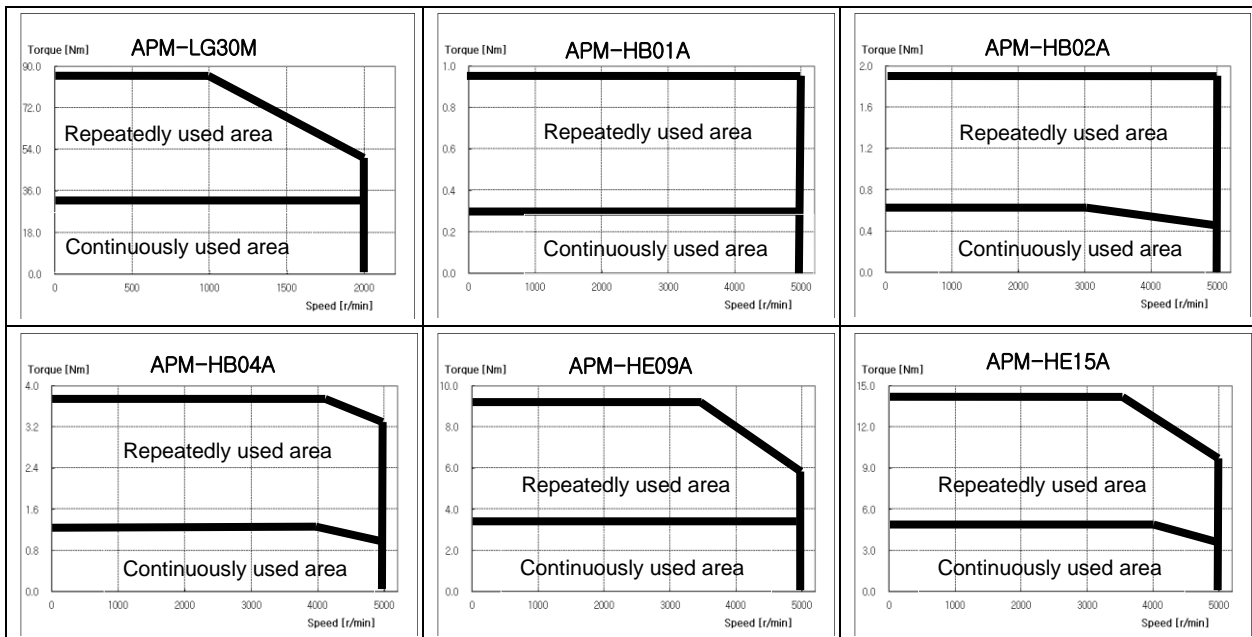 APM-LG30M
Torque [Nm]
90.0
72.0
54.0
36.0
18.0
0.0
Repeatedly used area
Continuously used area
0 500 1000 1500 2000
Speed [r/min]
APM-HB01A
Torque [Nm]
1.0
0.8
0.6
0.4
0.2
0.0
Repeatedly used area
Continuously used area
0 1000 2000 3000 4000 5000
Speed [r/min]
APM-HB02A
Torque [Nm]
2.0
1.6
1.2
0.8
0.4
0.0
Repeatedly used area
Continuously used area
0 1000 2000 3000 4000 5000
Speed [r/min]
APM-HB04A
Torque [Nm]
4.0
3.2
2.4
1.6
0.8
0.0
Repeatedly used area
Continuously used area
0 1000 2000 3000 4000 5000
Speed [r/min]
APM-HE09A
Torque [Nm]
10.0
8.0
6.0
4.0
2.0
0.0
Repeatedly used area
Continuously used area
0 1000 2000 3000 4000 5000
Speed [r/min]
APM-HE15A
Torque [Nm]
15.0
12.0
9.0
6.0
3.0
0.0
Repeatedly used area
Continuously used area
0 1000 2000 3000 4000 5000
Speed [r/min]